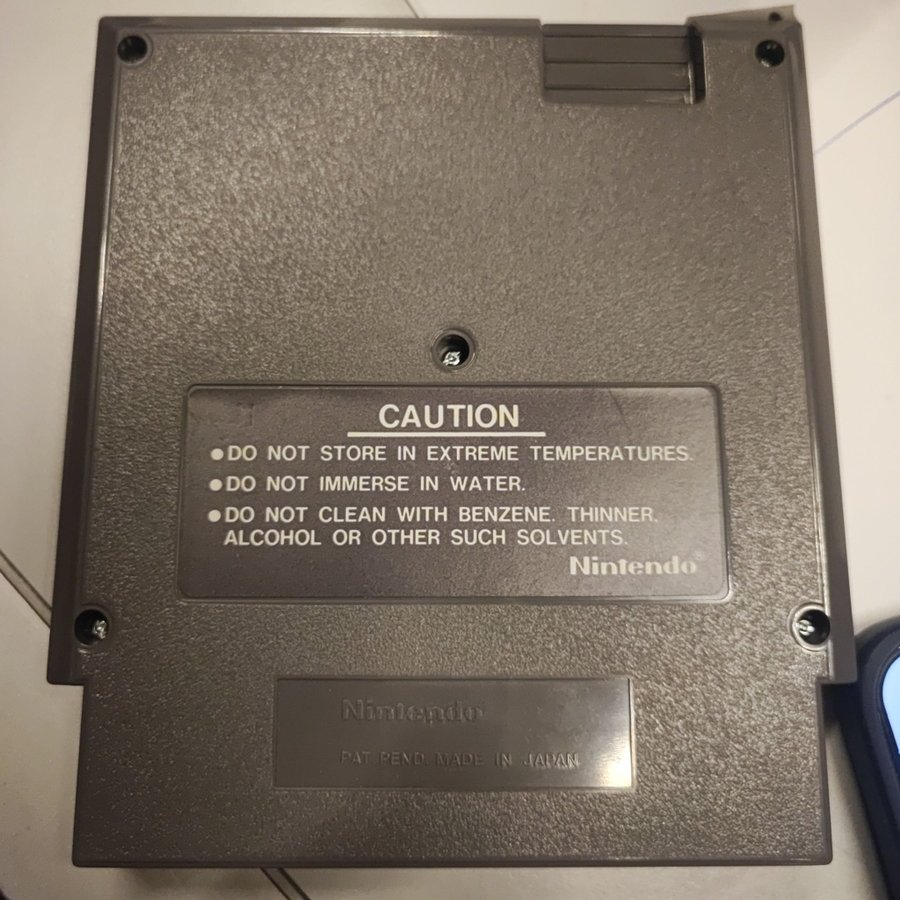 CAUTION
●DO NOT STORE IN EXTREME TEMPERATURES.
●DO NOT IMMERSE IN WATER.
●DO NOT CLEAN WITH BENZENE, THINNER,
ALCOHOL OR OTHER SUCH SOLVENTS.
Nintendo®
Nintendo
PAT. PEND. MADE IN JAPAN